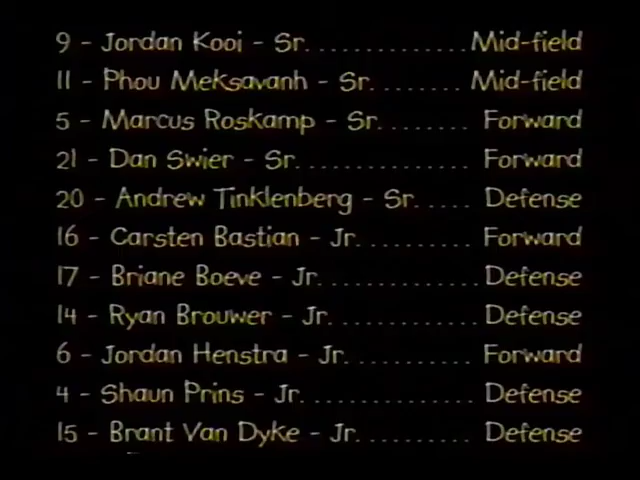 9 - Jordan Kooi - Sr. . . . . . . . . . . . . . Mid-field
11 - Phou Meksavanh - Sr. . . . . . . . Mid-field
5 - Marcus Roskamp - Sr. . . . . . . . Forward
21 - Dan Swier - Sr. . . . . . . . . . . . . . . Forward
20 - Andrew Tinklenberg - Sr. . . . . Defense
16 - Carsten Bastian - Jr. . . . . . . . . . Forward
17 - Briane Boeve - Jr. . . . . . . . . . . . . Defense
14 - Ryan Brouwer - Jr. . . . . . . . . . . . . Defense
6 - Jordan Henstra - Jr. . . . . . . . . . . Forward
4 - Shaun Prins - Jr. . . . . . . . . . . . . . . Defense
15 - Brant Van Dyke - Jr. . . . . . . . . . Defense